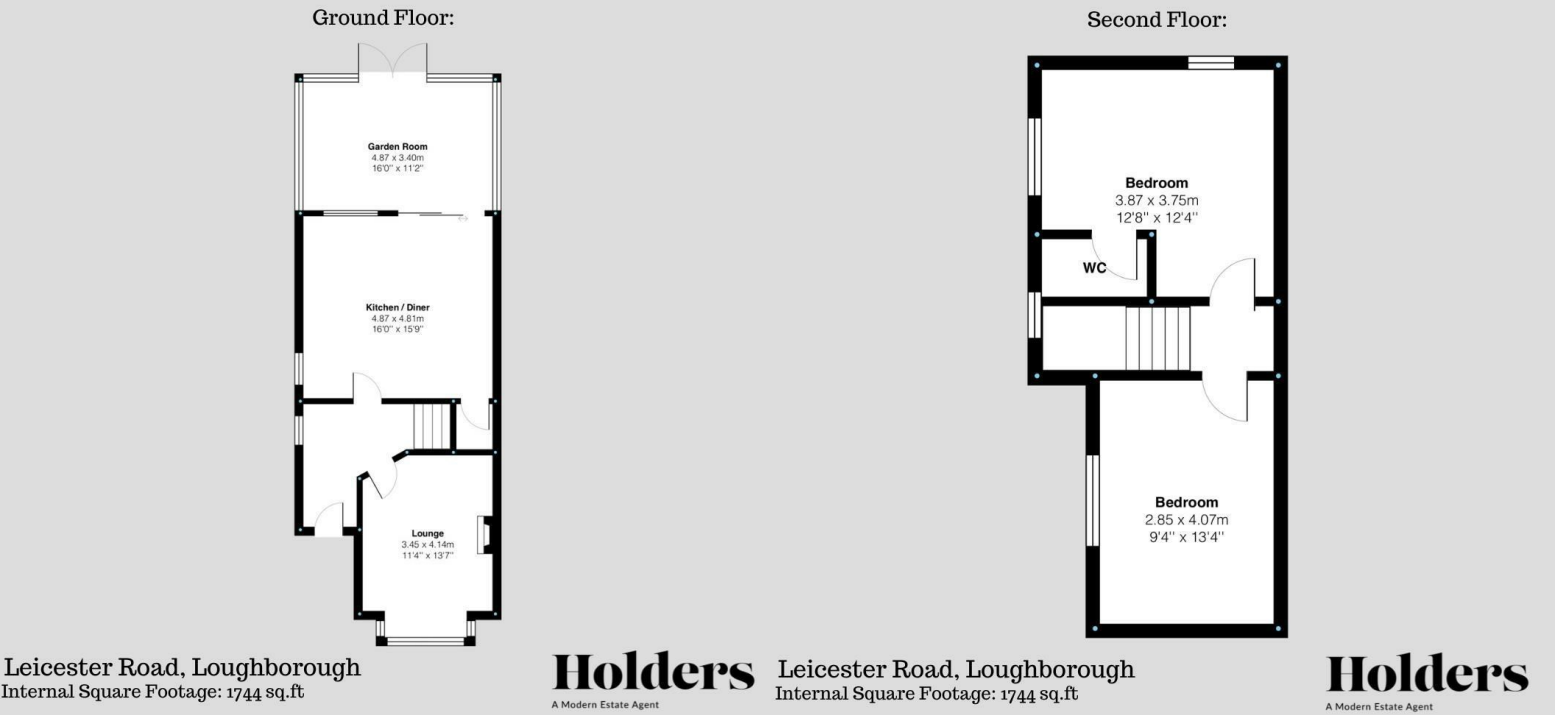 Ground Floor:
Garden Room
4.87 x 3.40m
16'0" x 11'2"
Kitchen / Diner
4.87 x 4.81m
16'0" x 15'9"
Lounge
3.45 x 4.14m
11'4" x 13'7"
Leicester Road, Loughborough
Internal Square Footage: 1744 sq.ft
Holders
A Modern Estate Agent
Second Floor:
Bedroom
3.87 x 3.75m
12'8" x 12'4"
WC
Bedroom
2.85 x 4.07m
9'4" x 13'4"
Leicester Road, Loughborough
Internal Square Footage: 1744 sq.ft
Holders
A Modern Estate Agent